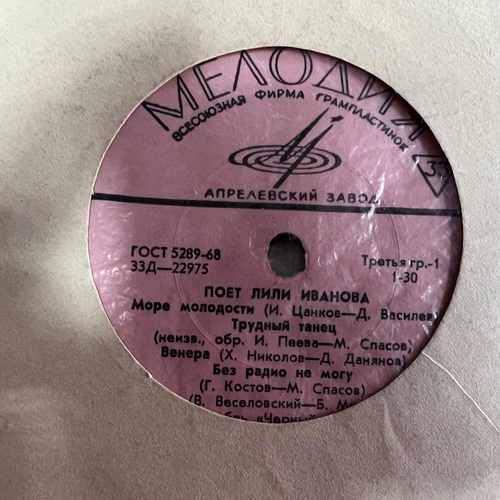 МЕЛОДИЯ
ВСЕСОЮЗНАЯ ФИРМА ГРАМПЛАСТИНОК
33
АПРЕЛЕВСКИЙ ЗАВОД
ГОСТ 5289-68
33Д—22975
Третья гр.-1
1-30
ПОЕТ ЛИЛИ ИВАНОВА
Море молодости (И. Цанков—Д. Василев)
Трудный танец
(неизв., обр. И. Пеева—М. Спасов)
Венера (Х. Николов—Д. Дамянов)
Без радио не могу
(Г. Костов—М. Спасов)
(В. Веселовский—Б.